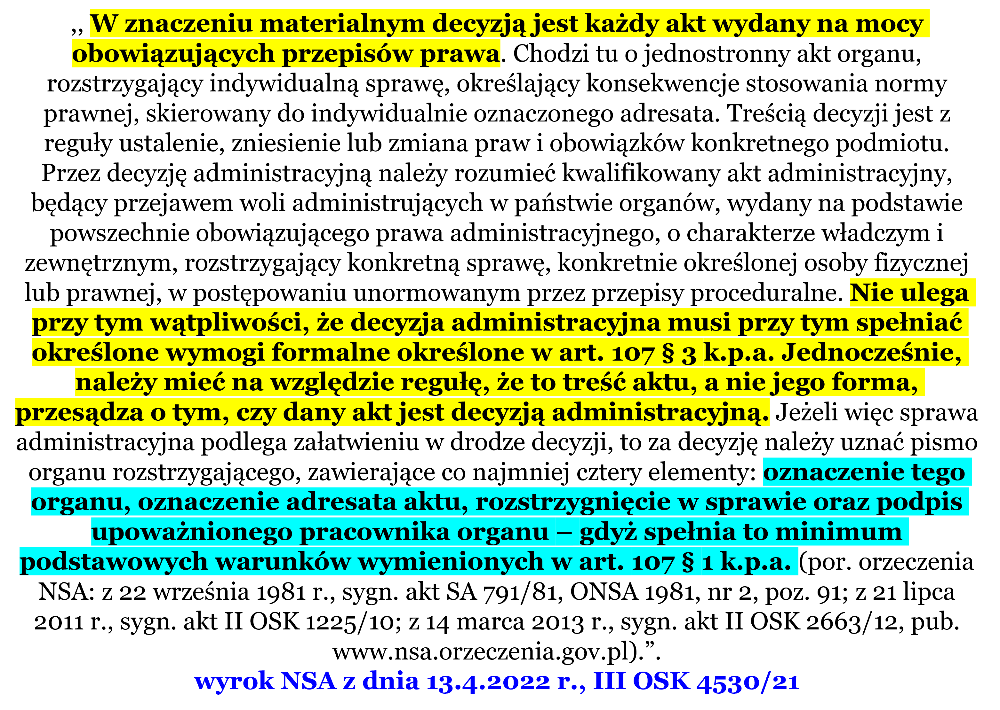 ,, W znaczeniu materialnym decyzją jest każdy akt wydany na mocy
obowiązujących przepisów prawa. Chodzi tu o jednostronny akt organu,
rozstrzygający indywidualną sprawę, określający konsekwencje stosowania normy
prawnej, skierowany do indywidualnie oznaczonego adresata. Treścią decyzji jest z
reguły ustalenie, zniesienie lub zmiana praw i obowiązków konkretnego podmiotu.
Przez decyzję administracyjną należy rozumieć kwalifikowany akt administracyjny,
będący przejawem woli administrujących w państwie organów, wydany na podstawie
powszechnie obowiązującego prawa administracyjnego, o charakterze władczym i
zewnętrznym, rozstrzygający konkretną sprawę, konkretnie określonej osoby fizycznej
lub prawnej, w postępowaniu unormowanym przez przepisy proceduralne. Nie ulega
przy tym wątpliwości, że decyzja administracyjna musi przy tym spełniać
określone wymogi formalne określone w art. 107 § 3 k.p.a. Jednocześnie,
należy mieć na względzie regułę, że to treść aktu, a nie jego forma,
przesądza o tym, czy dany akt jest decyzją administracyjną. Jeżeli więc sprawa
administracyjna podlega załatwieniu w drodze decyzji, to za decyzję należy uznać pismo
organu rozstrzygającego, zawierające co najmniej cztery elementy: oznaczenie tego
organu, oznaczenie adresata aktu, rozstrzygnięcie w sprawie oraz podpis
upoważnionego pracownika organu – gdyż spełnia to minimum
podstawowych warunków wymienionych w art. 107 § 1 k.p.a. (por. orzeczenia
NSA: z 22 września 1981 r., sygn. akt SA 791/81, ONSA 1981, nr 2, poz. 91; z 21 lipca
2011 r., sygn. akt II OSK 1225/10; z 14 marca 2013 r., sygn. akt II OSK 2663/12, pub.
www.nsa.orzeczenia.gov.pl).”.
wyrok NSA z dnia 13.4.2022 r., III OSK 4530/21